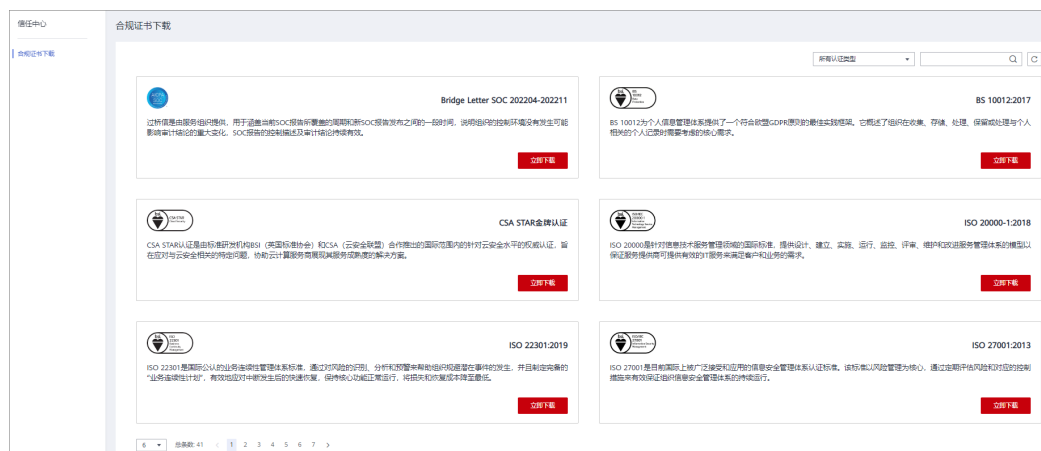 信任中心
合规证书下载
合规证书下载
所有认证类型
Bridge Letter SOC 202204-202211
过桥信是由服务组织提供，用于涵盖当前SOC报告所覆盖的周期和新SOC报告发布之间的一段时间，说明组织的控制环境没有发生可能
影响审计结论的重大变化，SOC报告的控制描述及审计结论持续有效。
立即下载
BS 10012:2017
BS 10012为个人信息管理体系提供了一个符合欧盟GDPR原则的最佳实践框架。它概述了组织在收集、存储、处理、保留或处理与个人
相关的个人记录时需要考虑的核心需求。
立即下载
CSA STAR金牌认证
CSA STAR认证是由标准研发机构BSI（英国标准协会）和CSA（云安全联盟）合作推出的国际范围内的针对云安全水平的权威认证，旨
在应对与云安全相关的特定问题，协助云计算服务商展现其服务成熟度的解决方案。
立即下载
ISO 20000-1:2018
ISO 20000是针对信息技术服务管理领域的国际标准，提供设计、建立、实施、运行、监控、评审、维护和改进服务管理体系的模型以
保证服务提供商可提供有效的IT服务来满足客户和业务的需求。
立即下载
ISO 22301:2019
ISO 22301是国际公认的业务连续性管理体系标准，通过对风险的识别、分析和预警来帮助组织规避潜在事件的发生，并且制定完备的
“业务连续性计划”，有效地应对中断发生后的快速恢复，保持核心功能正常运行，将损失和恢复成本降至最低。
立即下载
ISO 27001:2013
ISO 27001是目前国际上被广泛接受和应用的信息安全管理体系认证标准。该标准以风险管理为核心，通过定期评估风险和对应的控制
措施来有效保证组织信息安全管理体系的持续运行。
立即下载
6 总条数: 41 < 1 2 3 4 5 6 7 >